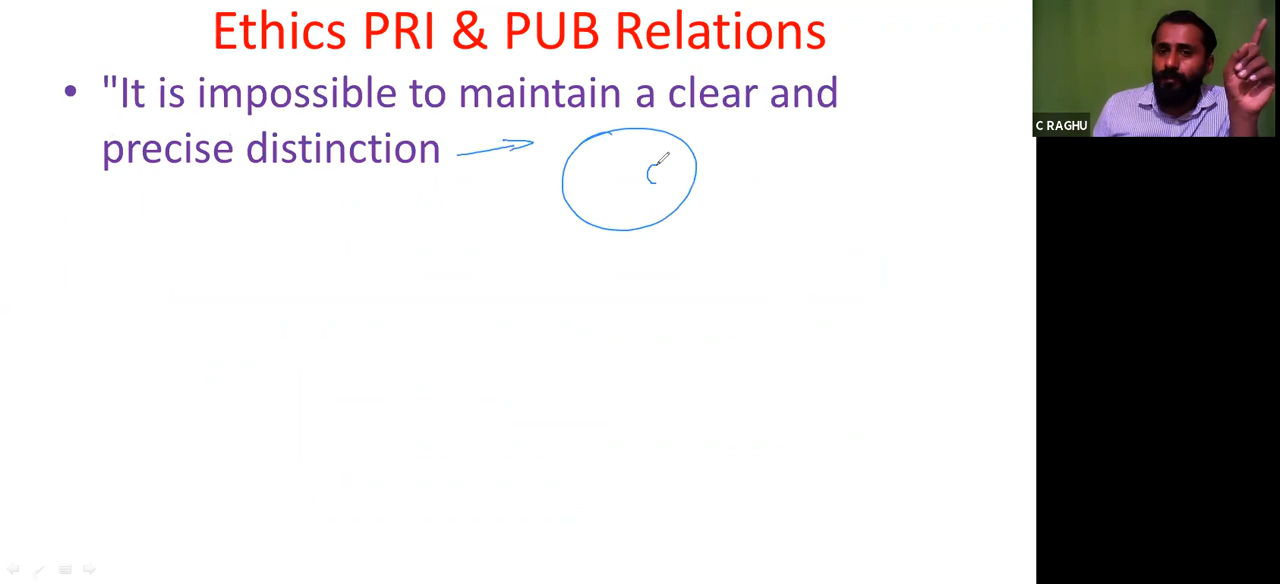 Ethics PRI & PUB Relations
• "It is impossible to maintain a clear and
precise distinction
C RAGHU